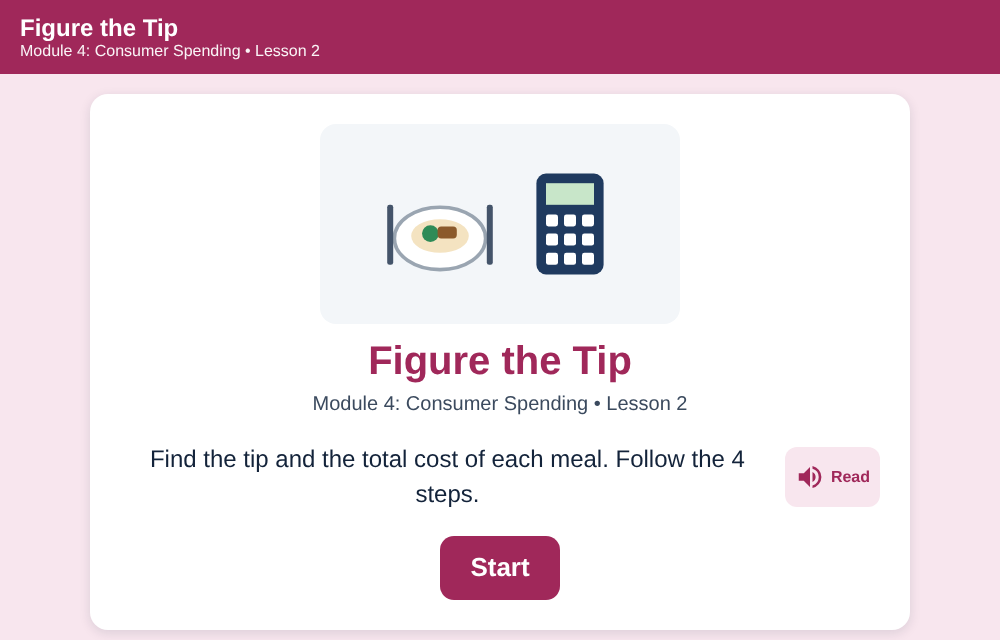 Figure the Tip
Module 4: Consumer Spending • Lesson 2
Figure the Tip
Module 4: Consumer Spending • Lesson 2
Find the tip and the total cost of each meal. Follow the 4
steps.
Read
Start